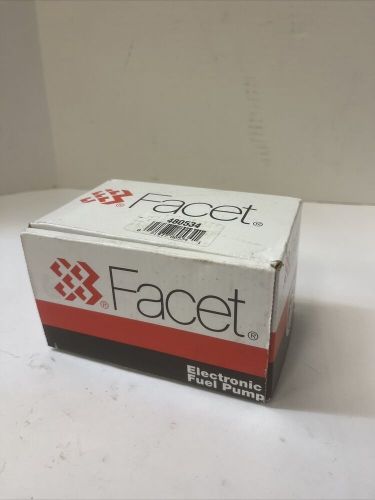 Facet®
480534
Facet®
Electronic
Fuel Pump